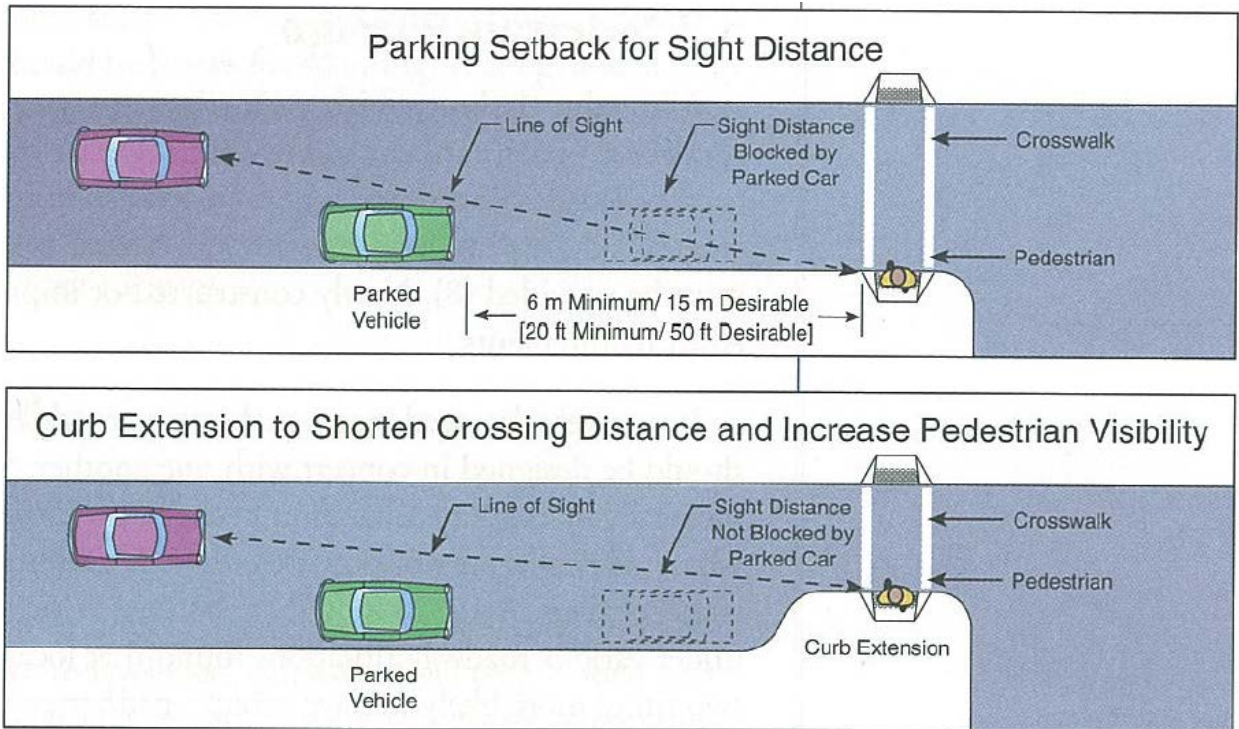 Parking Setback for Sight Distance
Line of Sight
Sight Distance
Blocked by
Parked Car
Crosswalk
Pedestrian
Parked
Vehicle
6 m Minimum/ 15 m Desirable
[20 ft Minimum/ 50 ft Desirable]
Curb Extension to Shorten Crossing Distance and Increase Pedestrian Visibility
Line of Sight
Sight Distance
Not Blocked by
Parked Car
Crosswalk
Pedestrian
Curb Extension
Parked
Vehicle